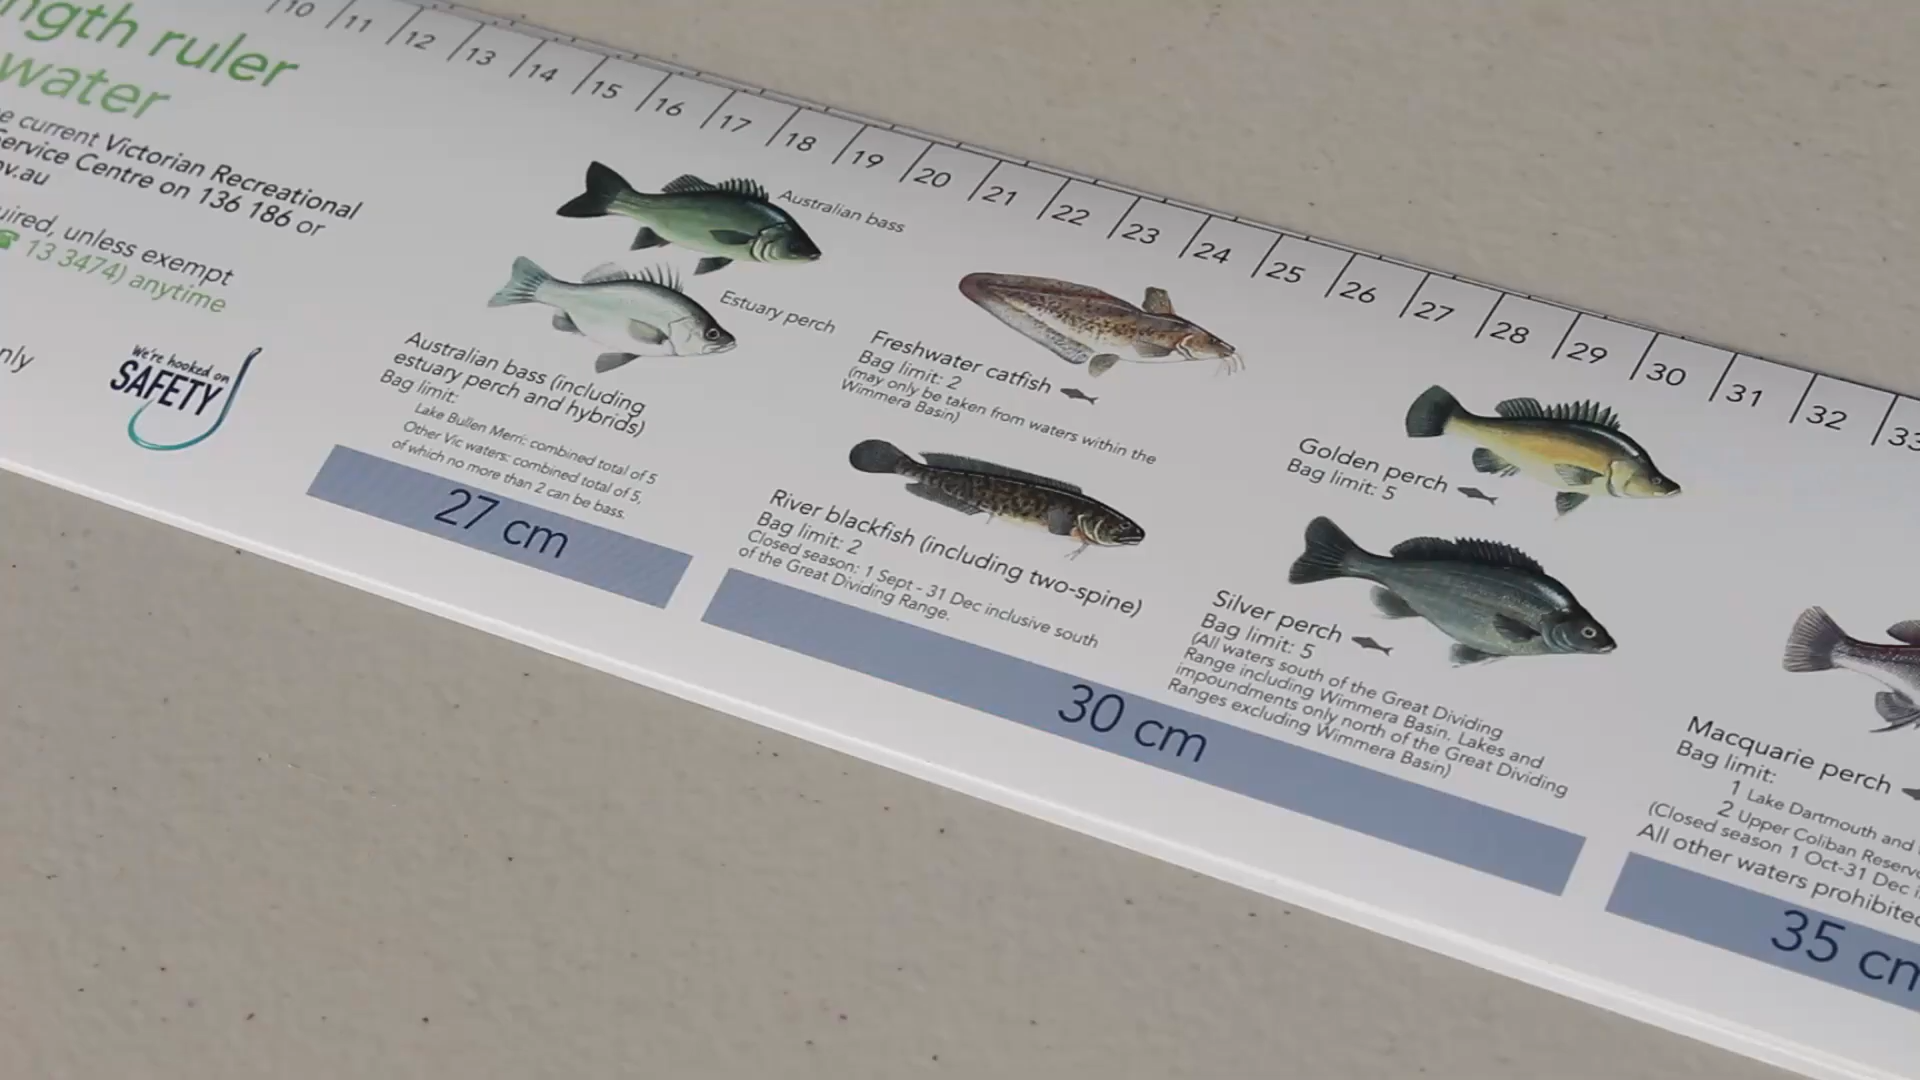 10 11 12 13 14 15 16 17 18 19 20 21 22 23 24 25 26 27 28 29 30 31 32 33
ngth ruler
water
e current Victorian Recreational
Service Centre on 136 186 or
ov.au
uired, unless exempt
13 3474) anytime
nly
We're hooked on
SAFETY
Australian bass
Estuary perch
Australian bass (including
estuary perch and hybrids)
Bag limit:
Lake Bullen Merri: combined total of 5
Other Vic waters: combined total of 5,
of which no more than 2 can be bass.
27 cm
Freshwater catfish
Bag limit: 2
(may only be taken from waters within the
Wimmera Basin)
River blackfish (including two-spine)
Bag limit: 2
Closed season: 1 Sept - 31 Dec inclusive south
of the Great Dividing Range.
Golden perch
Bag limit: 5
Silver perch
Bag limit: 5
(All waters south of the Great Dividing
Range including Wimmera Basin. Lakes and
impoundments only north of the Great Dividing
Ranges excluding Wimmera Basin)
30 cm
Macquarie perch
Bag limit:
1 Lake Dartmouth and
2 Upper Coliban Reserv
(Closed season 1 Oct-31 Dec i
All other waters prohibited
35 cm